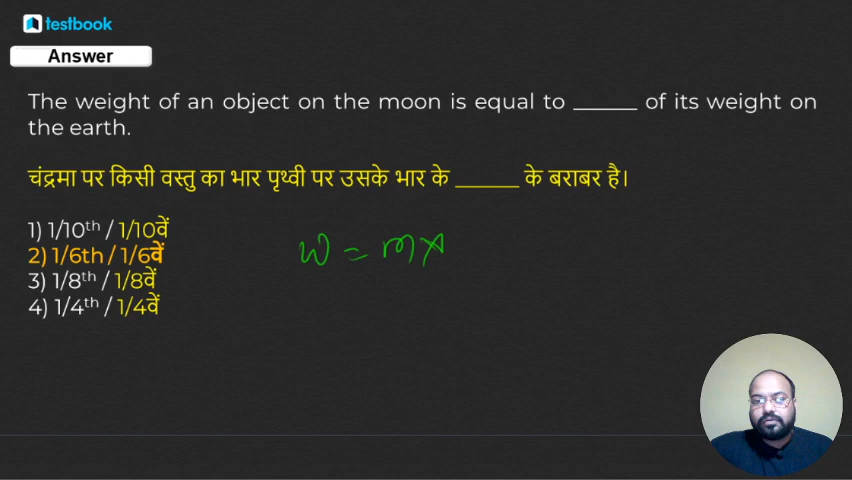 testbook
Answer
The weight of an object on the moon is equal to ______ of its weight on
the earth.
चंद्रमा पर किसी वस्तु का भार पृथ्वी पर उसके भार के ______ के बराबर है।
1) 1/10th / 1/10वें
2) 1/6th / 1/6वें
3) 1/8th / 1/8वें
4) 1/4th / 1/4वें
W = mx